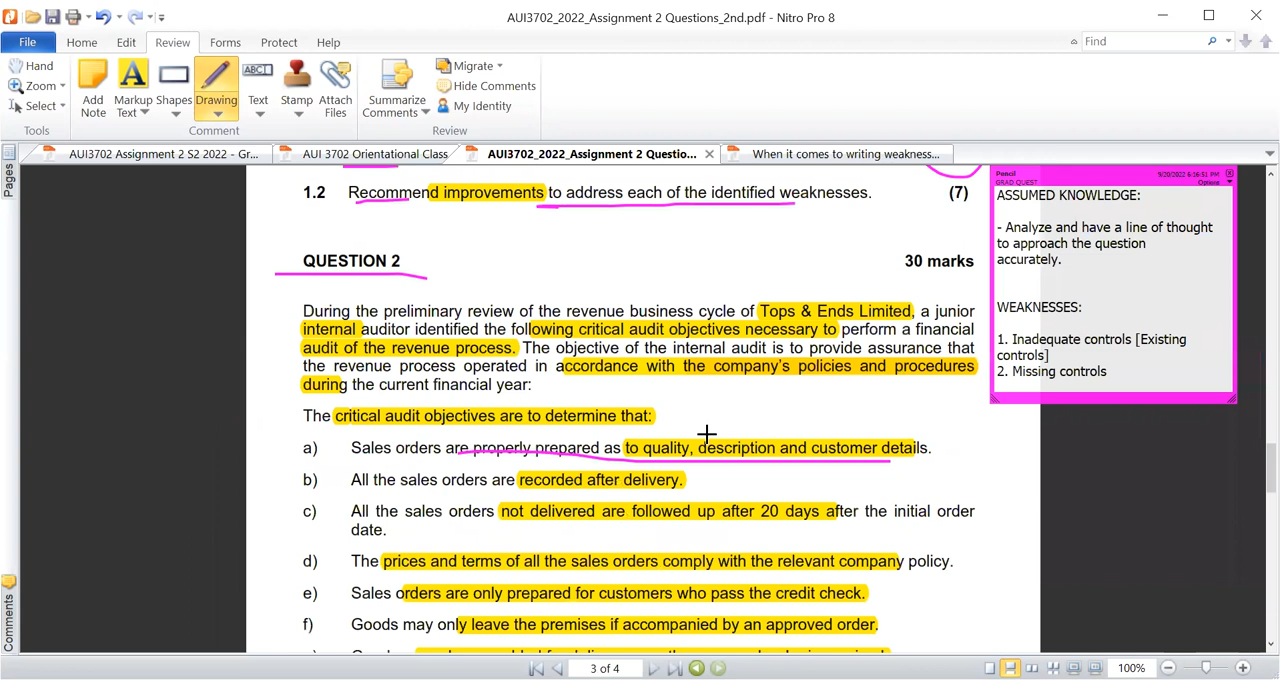 AUI3702_2022_Assignment 2 Questions_2nd.pdf - Nitro Pro 8
File Home Edit Review Forms Protect Help
Find
Hand
Zoom
Select
Tools
Add Note
Markup Text
Shapes
Drawing
ABC
Text
Stamp
Attach Files
Comment
Summarize Comments
Migrate
Hide Comments
My Identity
Review
AUI3702 Assignment 2 S2 2022 - Gr...
AUI 3702 Orientational Class
AUI3702_2022_Assignment 2 Questio...
When it comes to writing weakness...
Pages
Comments
1.2 Recommend improvements to address each of the identified weaknesses. (7)
QUESTION 2 30 marks
During the preliminary review of the revenue business cycle of Tops & Ends Limited, a junior
internal auditor identified the following critical audit objectives necessary to perform a financial
audit of the revenue process. The objective of the internal audit is to provide assurance that
the revenue process operated in accordance with the company's policies and procedures
during the current financial year:
The critical audit objectives are to determine that:
a) Sales orders are properly prepared as to quality, description and customer details.
b) All the sales orders are recorded after delivery.
c) All the sales orders not delivered are followed up after 20 days after the initial order
date.
d) The prices and terms of all the sales orders comply with the relevant company policy.
e) Sales orders are only prepared for customers who pass the credit check.
f) Goods may only leave the premises if accompanied by an approved order.
Pencil 9/20/2022 6:16:51 PM
GRAD QUEST Options
ASSUMED KNOWLEDGE:
- Analyze and have a line of thought
to approach the question
accurately.
WEAKNESSES:
1. Inadequate controls [Existing
controls]
2. Missing controls
3 of 4
100%